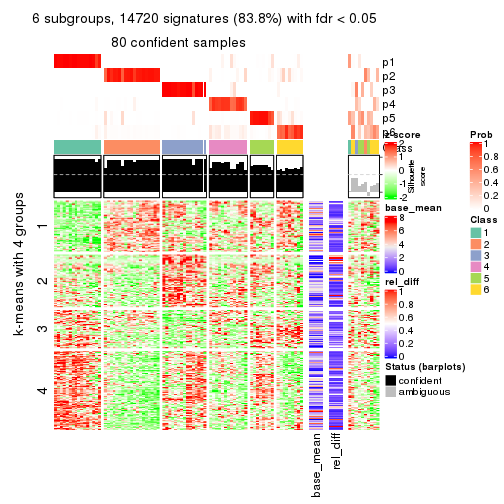 6 subgroups, 14720 signatures (83.8%) with fdr < 0.05
80 confident samples
p1
p2
p3
p4
p5
p6
Class
Silhouette
score
k-means with 4 groups
1
2
3
4
base_mean
rel_diff
z-score
2
1
0
-1
-2
base_mean
8
6
4
2
0
rel_diff
1
0.8
0.6
0.4
0.2
0
Status (barplots)
confident
ambiguous
Prob
1
0.8
0.6
0.4
0.2
0
Class
1
2
3
4
5
6